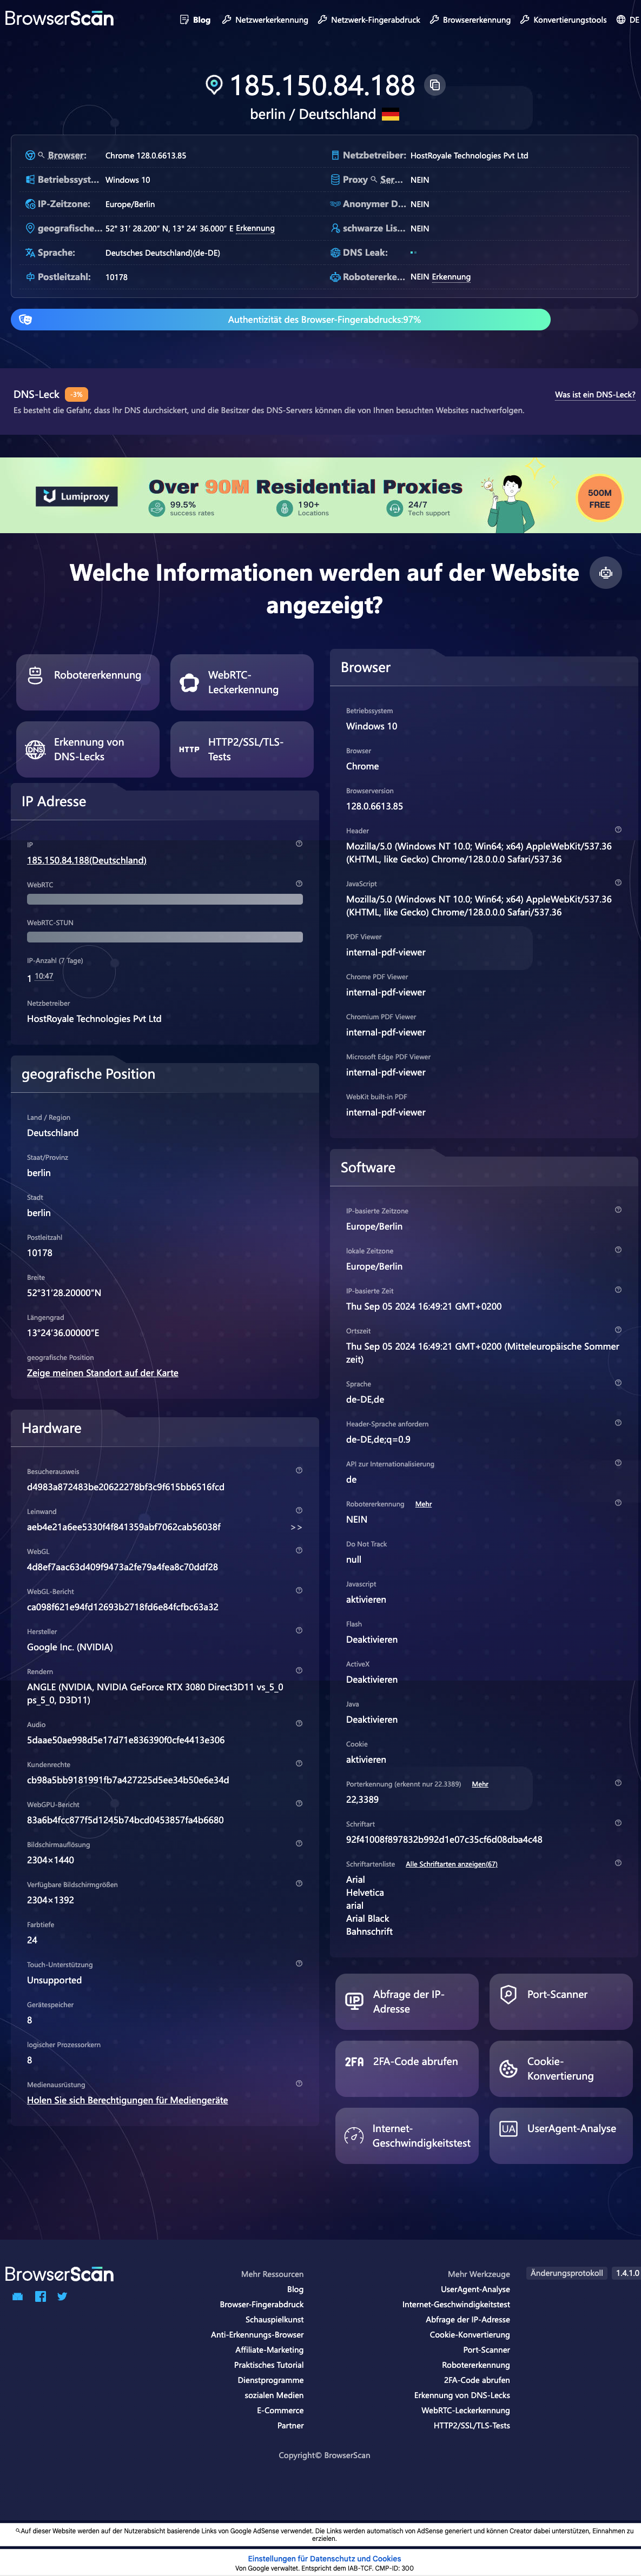 BrowserScan
Blog
Netzwerkerkennung
Netzwerk-Fingerabdruck
Browsererkennung
Konvertierungstools
DE
185.150.84.188
berlin / Deutschland
Browser:
Chrome 128.0.6613.85
Betriebssyst...
Windows 10
IP-Zeitzone:
Europe/Berlin
geografische...
52° 31′ 28.200″ N, 13° 24′ 36.000″ E Erkennung
Sprache:
Deutsches Deutschland)(de-DE)
Postleitzahl:
10178
Netzbetreiber:
HostRoyale Technologies Pvt Ltd
Proxy Ser...
NEIN
Anonymer D...
NEIN
schwarze Lis...
NEIN
DNS Leak:
Roboterерke...
NEIN Erkennung
Authentizität des Browser-Fingerabdrucks:97%
DNS-Leck
-3%
Was ist ein DNS-Leck?
Es besteht die Gefahr, dass Ihr DNS durchsickert, und die Besitzer des DNS-Servers können die von Ihnen besuchten Websites nachverfolgen.
Lumiproxy
Over 90M Residential Proxies
99.5%
success rates
190+
Locations
24/7
Tech support
500M
FREE
Welche Informationen werden auf der Website
angezeigt?
Robotererkennung
WebRTC-
Leckerkennung
Erkennung von
DNS-Lecks
HTTP
HTTP2/SSL/TLS-
Tests
IP Adresse
IP
185.150.84.188(Deutschland)
WebRTC
WebRTC-STUN
IP-Anzahl (7 Tage)
1 10:47
Netzbetreiber
HostRoyale Technologies Pvt Ltd
geografische Position
Land / Region
Deutschland
Staat/Provinz
berlin
Stadt
berlin
Postleitzahl
10178
Breite
52°31′28.20000″N
Längengrad
13°24′36.00000″E
geografische Position
Zeige meinen Standort auf der Karte
Hardware
Besucherausweis
d4983a872483be20622278bf3c9f615bb6516fcd
Leinwand
aeb4e21a6ee5330f4f841359abf7062cab56038f >>
WebGL
4d8ef7aac63d409f9473a2fe79a4fea8c70ddf28
WebGL-Bericht
ca098f621e94fd12693b2718fd6e84fcfbc63a32
Hersteller
Google Inc. (NVIDIA)
Rendern
ANGLE (NVIDIA, NVIDIA GeForce RTX 3080 Direct3D11 vs_5_0
ps_5_0, D3D11)
Audio
5daae50ae998d5e17d71e836390f0cfe4413e306
Kundenrechte
cb98a5bb9181991fb7a427225d5ee34b50e6e34d
WebGPU-Bericht
83a6b4fcc877f5d1245b74bcd0453857fa4b6680
Bildschirmauflösung
2304×1440
Verfügbare Bildschirmgrößen
2304×1392
Farbtiefe
24
Touch-Unterstützung
Unsupported
Gerätespeicher
8
logischer Prozessorkern
8
Medienausrüstung
Holen Sie sich Berechtigungen für Mediengeräte
Browser
Betriebssystem
Windows 10
Browser
Chrome
Browserversion
128.0.6613.85
Header
Mozilla/5.0 (Windows NT 10.0; Win64; x64) AppleWebKit/537.36
(KHTML, like Gecko) Chrome/128.0.0.0 Safari/537.36
JavaScript
Mozilla/5.0 (Windows NT 10.0; Win64; x64) AppleWebKit/537.36
(KHTML, like Gecko) Chrome/128.0.0.0 Safari/537.36
PDF Viewer
internal-pdf-viewer
Chrome PDF Viewer
internal-pdf-viewer
Chromium PDF Viewer
internal-pdf-viewer
Microsoft Edge PDF Viewer
internal-pdf-viewer
WebKit built-in PDF
internal-pdf-viewer
Software
IP-basierte Zeitzone
Europe/Berlin
lokale Zeitzone
Europe/Berlin
IP-basierte Zeit
Thu Sep 05 2024 16:49:21 GMT+0200
Ortszeit
Thu Sep 05 2024 16:49:21 GMT+0200 (Mitteleuropäische Sommer
zeit)
Sprache
de-DE,de
Header-Sprache anfordern
de-DE,de;q=0.9
API zur Internationalisierung
de
Robotererkennung Mehr
NEIN
Do Not Track
null
Javascript
aktivieren
Flash
Deaktivieren
ActiveX
Deaktivieren
Java
Deaktivieren
Cookie
aktivieren
Porterkennung (erkennt nur 22,3389) Mehr
22,3389
Schriftart
92f41008f897832b992d1e07c35cf6d08dba4c48
Schriftartenliste Alle Schriftarten anzeigen(67)
Arial
Helvetica
arial
Arial Black
Bahnschrift
IP
Abfrage der IP-
Adresse
Port-Scanner
2FA
2FA-Code abrufen
Cookie-
Konvertierung
Internet-
Geschwindigkeitstest
UA
UserAgent-Analyse
BrowserScan
Mehr Ressourcen
Blog
Browser-Fingerabdruck
Schauspielkunst
Anti-Erkennungs-Browser
Affiliate-Marketing
Praktisches Tutorial
Dienstprogramme
sozialen Medien
E-Commerce
Partner
Mehr Werkzeuge
UserAgent-Analyse
Internet-Geschwindigkeitstest
Abfrage der IP-Adresse
Cookie-Konvertierung
Port-Scanner
Robotererkennung
2FA-Code abrufen
Erkennung von DNS-Lecks
WebRTC-Leckerkennung
HTTP2/SSL/TLS-Tests
Änderungsprotokoll
1.4.1.0
Copyright© BrowserScan
Auf dieser Website werden auf der Nutzerabsicht basierende Links von Google AdSense verwendet. Die Links werden automatisch von AdSense generiert und können Creator dabei unterstützen, Einnahmen zu
erzielen.
Einstellungen für Datenschutz und Cookies
Von Google verwaltet. Entspricht dem IAB-TCF. CMP-ID: 300